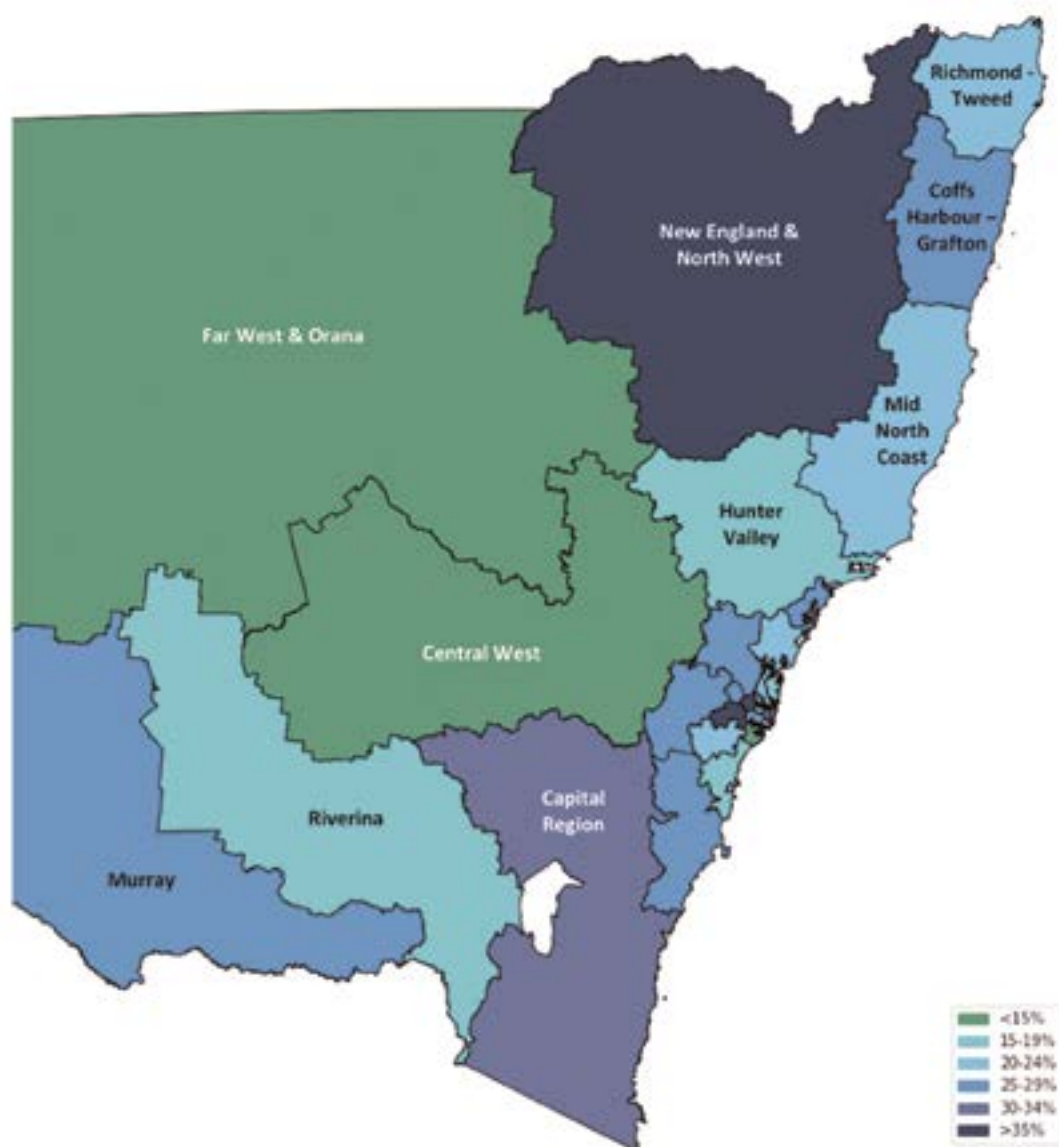 Richmond -
Tweed
Coffs
Harbour –
Grafton
New England &
North West
Far West & Orana
Mid
North
Coast
Hunter
Valley
Central West
Capital
Region
Riverina
Murray
<15%
15-19%
20-24%
25-29%
30-34%
>35%